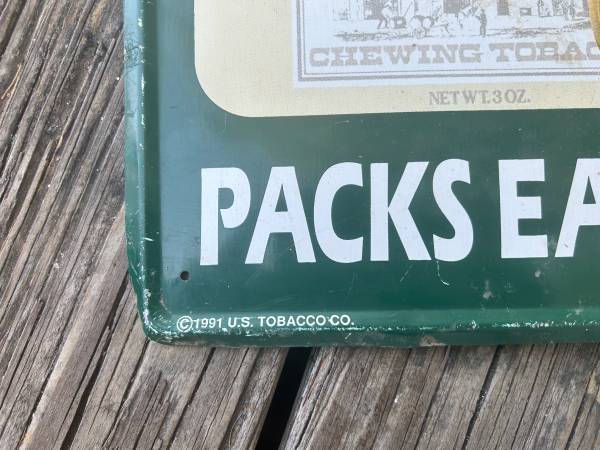 CHEWING TOBAC
NET WT. 3 OZ.
PACKS EA
©1991 U.S. TOBACCO CO.